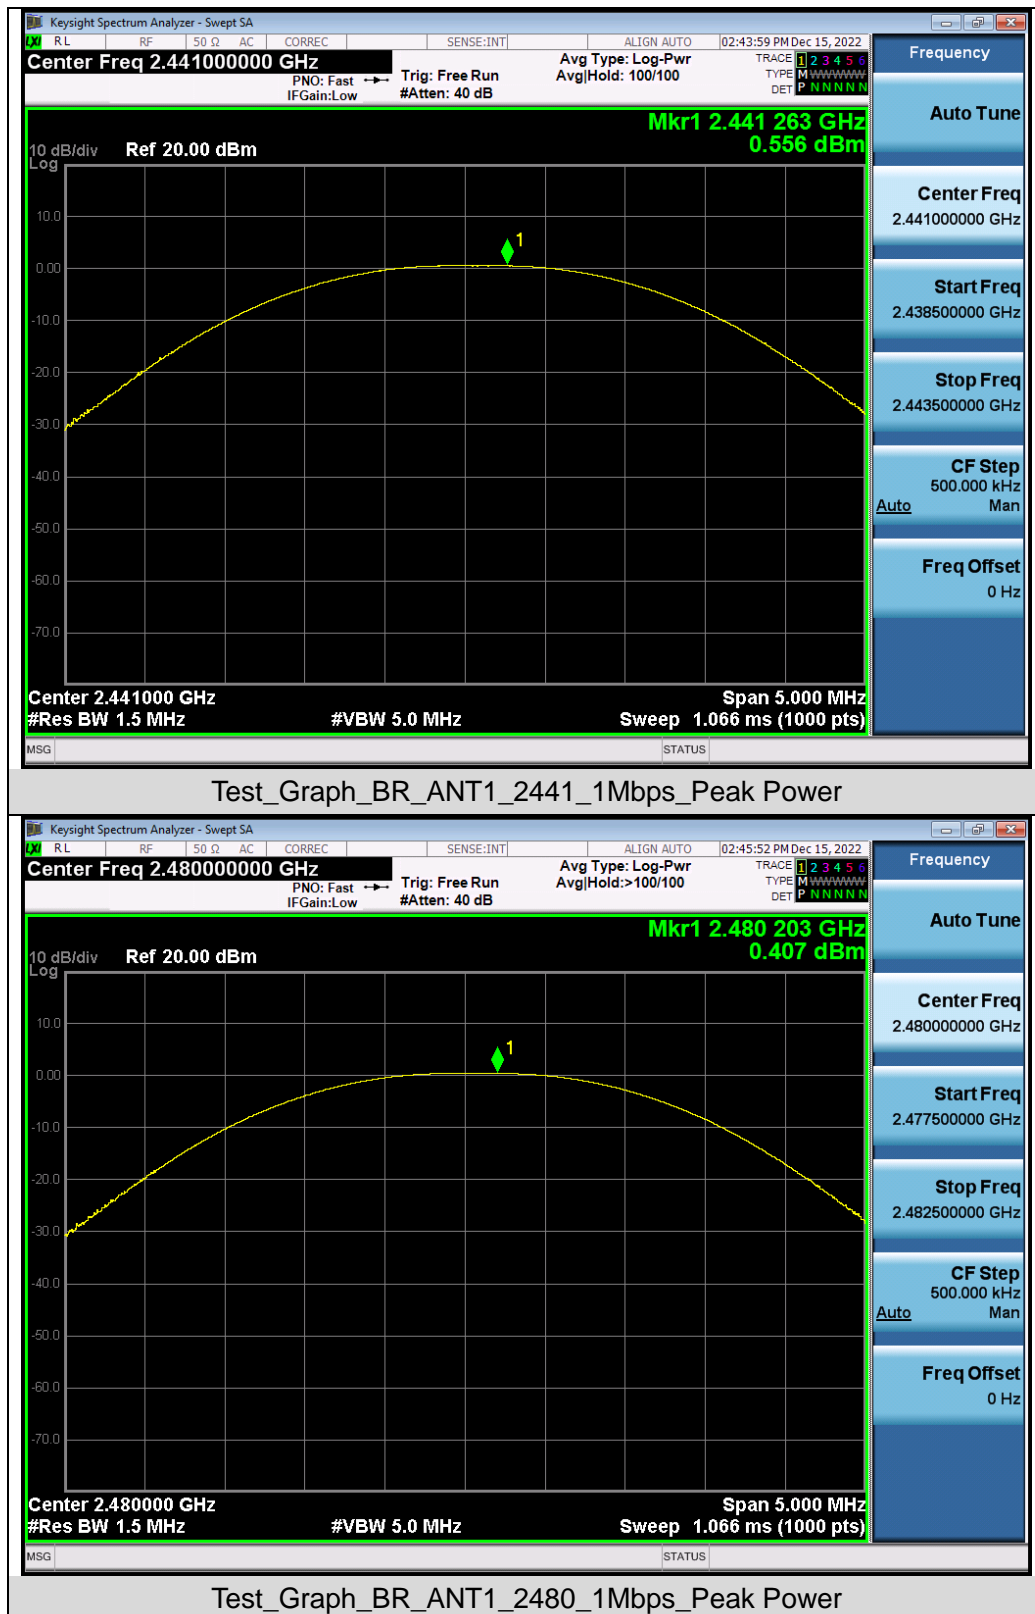 Keysight Spectrum Analyzer - Swept SA
LXI RL RF 50 Ω AC CORREC SENSE:INT ALIGN AUTO 02:43:59 PM Dec 15, 2022
Center Freq 2.441000000 GHz
PNO: Fast
IFGain:Low
Trig: Free Run
#Atten: 40 dB
Avg Type: Log-Pwr
Avg|Hold: 100/100
TRACE 1 2 3 4 5 6
TYPE M WWWWW
DET P N N N N N
Mkr1 2.441 263 GHz
0.556 dBm
10 dB/div Ref 20.00 dBm
Log
10.0
1
0.00
-10.0
-20.0
-30.0
-40.0
-50.0
-60.0
-70.0
Center 2.441000 GHz Span 5.000 MHz
#Res BW 1.5 MHz #VBW 5.0 MHz Sweep 1.066 ms (1000 pts)
MSG STATUS
Frequency
Auto Tune
Center Freq
2.441000000 GHz
Start Freq
2.438500000 GHz
Stop Freq
2.443500000 GHz
CF Step
500.000 kHz
Auto Man
Freq Offset
0 Hz
Test_Graph_BR_ANT1_2441_1Mbps_Peak Power
Keysight Spectrum Analyzer - Swept SA
LXI RL RF 50 Ω AC CORREC SENSE:INT ALIGN AUTO 02:45:52 PM Dec 15, 2022
Center Freq 2.480000000 GHz
PNO: Fast
IFGain:Low
Trig: Free Run
#Atten: 40 dB
Avg Type: Log-Pwr
Avg|Hold:>100/100
TRACE 1 2 3 4 5 6
TYPE M WWWWW
DET P N N N N N
Mkr1 2.480 203 GHz
0.407 dBm
10 dB/div Ref 20.00 dBm
Log
10.0
1
0.00
-10.0
-20.0
-30.0
-40.0
-50.0
-60.0
-70.0
Center 2.480000 GHz Span 5.000 MHz
#Res BW 1.5 MHz #VBW 5.0 MHz Sweep 1.066 ms (1000 pts)
MSG STATUS
Frequency
Auto Tune
Center Freq
2.480000000 GHz
Start Freq
2.477500000 GHz
Stop Freq
2.482500000 GHz
CF Step
500.000 kHz
Auto Man
Freq Offset
0 Hz
Test_Graph_BR_ANT1_2480_1Mbps_Peak Power